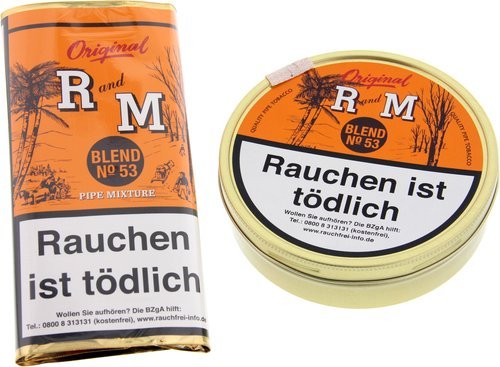 Original
R and M
BLEND
Nº 53
PIPE MIXTURE
Rauchen
ist tödlich
Wollen Sie aufhören? Die BZgA hilft:
Tel.: 0800 8 313131 (kostenfrei), www.rauchfrei-info.de
Original
R and M
QUALITY PIPE TOBACCO
QUALITY PIPE TOBACCO
BLEND
Nº 53
Rauchen ist
tödlich
Wollen Sie aufhören? Die BZgA hilft:
Tel.: 0800 8 313131 (kostenfrei),
www.rauchfrei-info.de